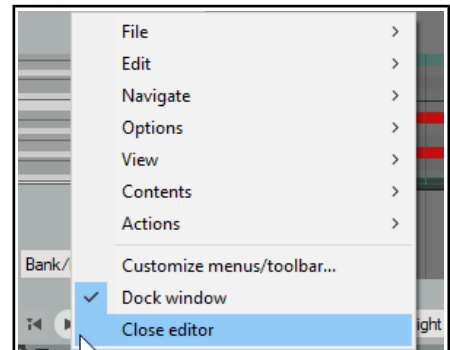 File
Edit
Navigate
Options
View
Contents
Actions
Customize menus/toolbar...
Bank/
Dock window
Close editor
ight